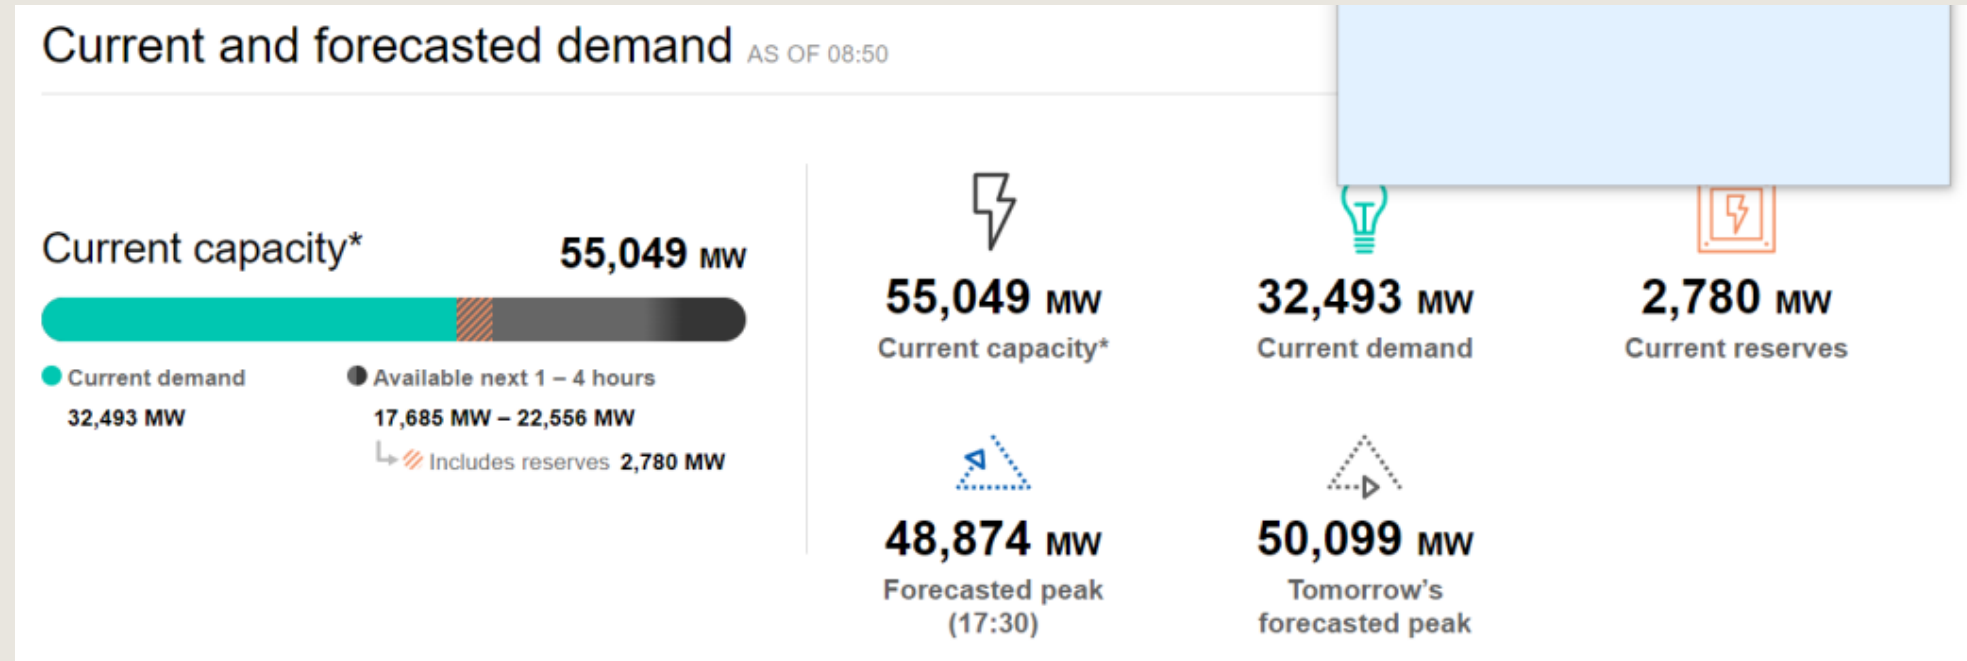 Current and forecasted demand AS OF 08:50
Current capacity* 55,049 MW
Current demand
32,493 MW
Available next 1 – 4 hours
17,685 MW – 22,556 MW
Includes reserves 2,780 MW
55,049 MW
Current capacity*
32,493 MW
Current demand
2,780 MW
Current reserves
48,874 MW
Forecasted peak
(17:30)
50,099 MW
Tomorrow’s
forecasted peak